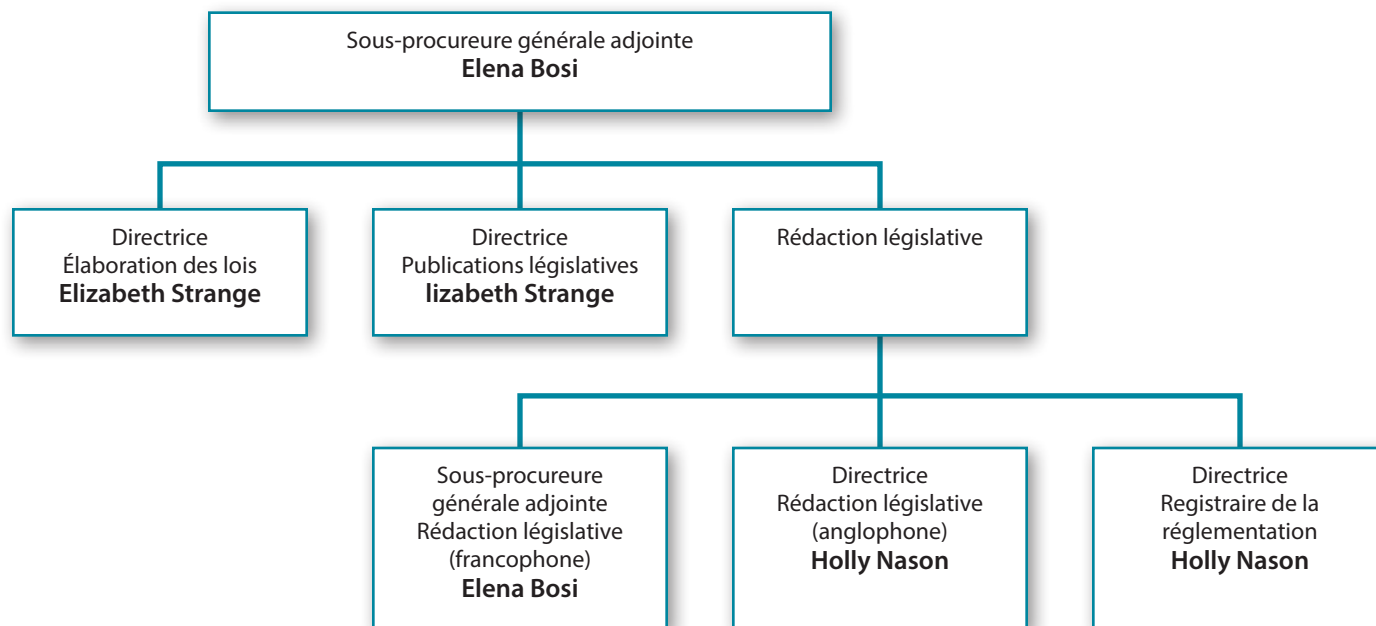 Sous-procureure générale adjointe
Elena Bosi
Directrice
Élaboration des lois
Elizabeth Strange
Directrice
Publications législatives
lizabeth Strange
Rédaction législative
Sous-procureure
générale adjointe
Rédaction législative
(francophone)
Elena Bosi
Directrice
Rédaction législative
(anglophone)
Holly Nason
Directrice
Registraire de la
réglementation
Holly Nason